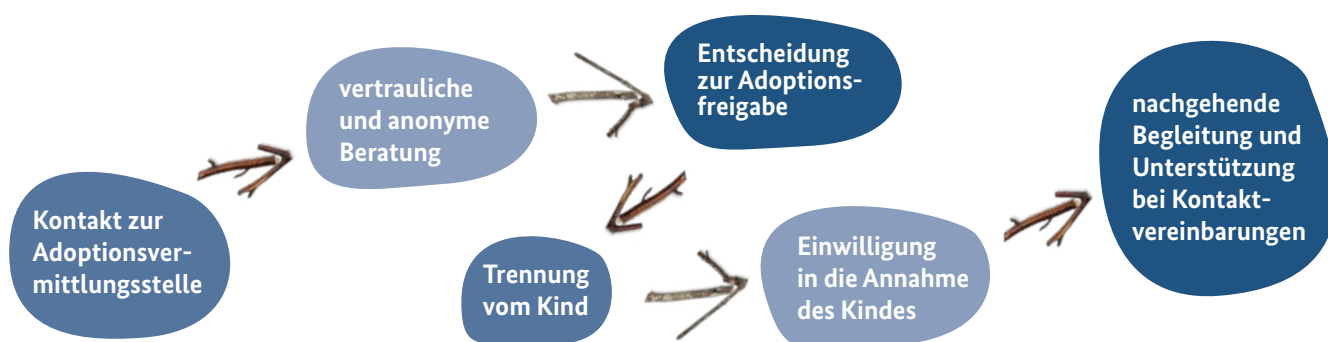 Kontakt zur
Adoptionsver-
mittlungsstelle
vertrauliche
und anonyme
Beratung
Entscheidung
zur Adoptions-
freigabe
Trennung
vom Kind
Einwilligung
in die Annahme
des Kindes
nachgehende
Begleitung und
Unterstützung
bei Kontakt-
vereinbarungen